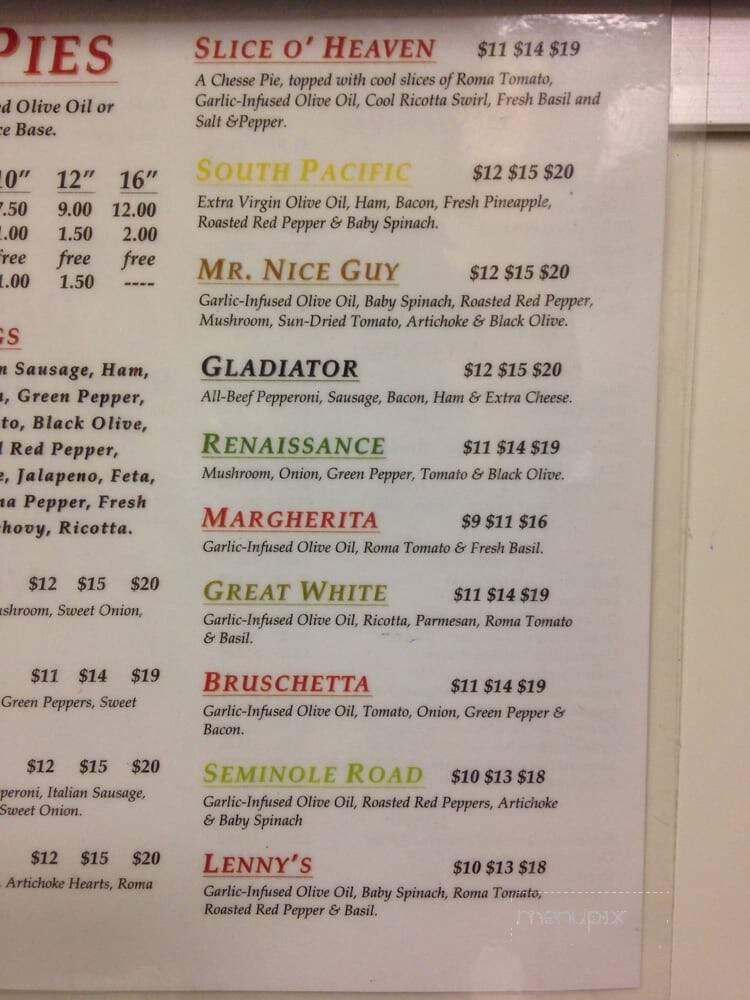 PIES
Olive Oil or
Base.
10" 12" 16"
7.50 9.00 12.00
1.00 1.50 2.00
free free free
1.00 1.50 ----
Sausage, Ham,
Green Pepper,
Black Olive,
Red Pepper,
Jalapeno, Feta,
Pepper, Fresh
Ricotta.
$12 $15 $20
Sweet Onion,
$11 $14 $19
Green Peppers, Sweet
$12 $15 $20
Italian Sausage,
Sweet Onion.
$12 $15 $20
Artichoke Hearts, Roma
SLICE O' HEAVEN $11 $14 $19
A Chesse Pie, topped with cool slices of Roma Tomato,
Garlic-Infused Olive Oil, Cool Ricotta Swirl, Fresh Basil and
Salt &Pepper.
SOUTH PACIFIC $12 $15 $20
Extra Virgin Olive Oil, Ham, Bacon, Fresh Pineapple,
Roasted Red Pepper & Baby Spinach.
MR. NICE GUY $12 $15 $20
Garlic-Infused Olive Oil, Baby Spinach, Roasted Red Pepper,
Mushroom, Sun-Dried Tomato, Artichoke & Black Olive.
GLADIATOR $12 $15 $20
All-Beef Pepperoni, Sausage, Bacon, Ham & Extra Cheese.
RENAISSANCE $11 $14 $19
Mushroom, Onion, Green Pepper, Tomato & Black Olive.
MARGHERITA $9 $11 $16
Garlic-Infused Olive Oil, Roma Tomato & Fresh Basil.
GREAT WHITE $11 $14 $19
Garlic-Infused Olive Oil, Ricotta, Parmesan, Roma Tomato
& Basil.
BRUSCHETTA $11 $14 $19
Garlic-Infused Olive Oil, Tomato, Onion, Green Pepper &
Bacon.
SEMINOLE ROAD $10 $13 $18
Garlic-Infused Olive Oil, Roasted Red Peppers, Artichoke
& Baby Spinach
LENNY'S $10 $13 $18
Garlic-Infused Olive Oil, Baby Spinach, Roma Tomato,
Roasted Red Pepper & Basil.
menupix